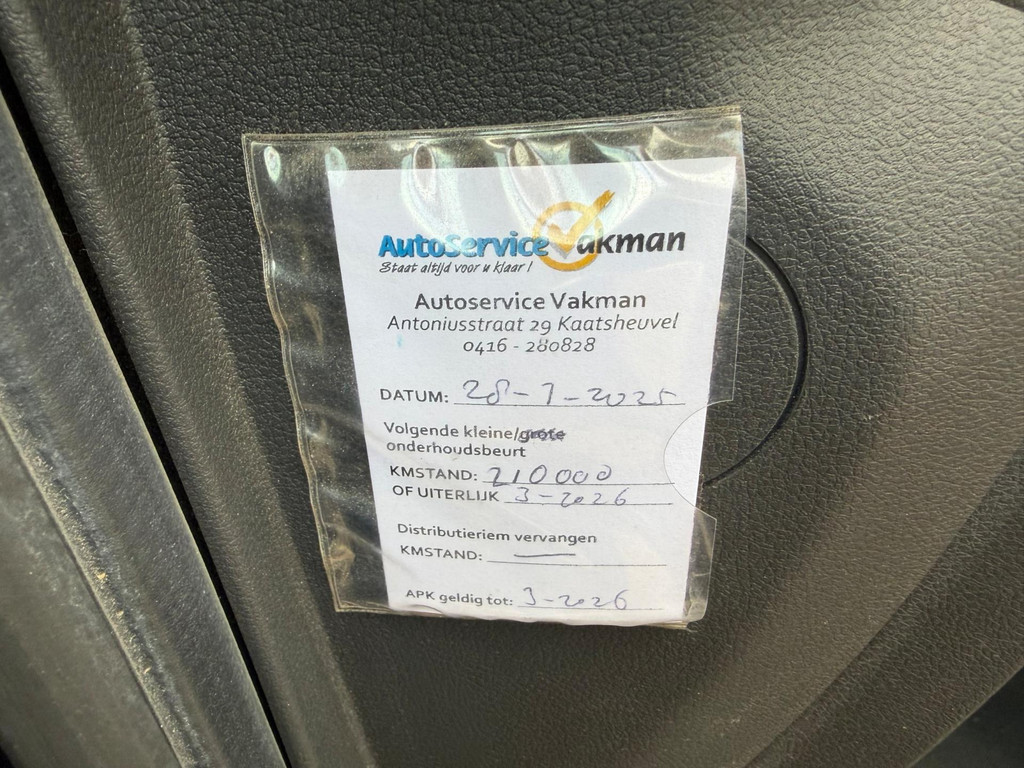 AutoService Vakman
Staat altijd voor u klaar!
Autoservice Vakman
Antoniusstraat 29 Kaatsheuvel
0416 - 280828
DATUM: 28-1-2025
Volgende kleine/grote
onderhoudsbeurt
KMSTAND: 210000
OF UITERLIJK 3-2026
Distributieriem vervangen
KMSTAND: —
APK geldig tot: 3-2026